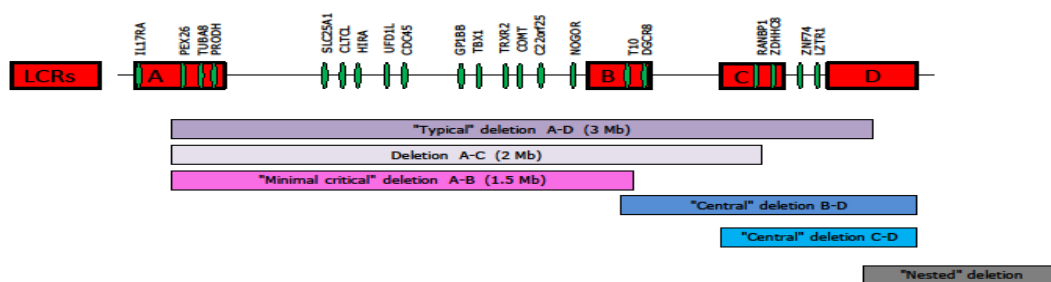 IL17RA
PEX26
TUBA8
PRODH
SLC25A1
CLTCL
HIRA
UFD1L
CDC45
GPIBB
TBX1
TRXR2
COMT
C22orf25
NOGOR
T10
DGCR8
RANBP1
ZDHHC8
ZNF74
LZTR1
LCRs
A
B
C
D
"Typical" deletion A-D (3 Mb)
Deletion A-C (2 Mb)
"Minimal critical" deletion A-B (1.5 Mb)
"Central" deletion B-D
"Central" deletion C-D
"Nested" deletion